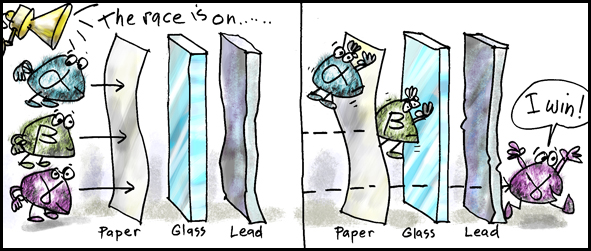 The race is on......
α
B
γ
Paper Glass Lead
α
B
I win!
γ
Paper Glass Lead